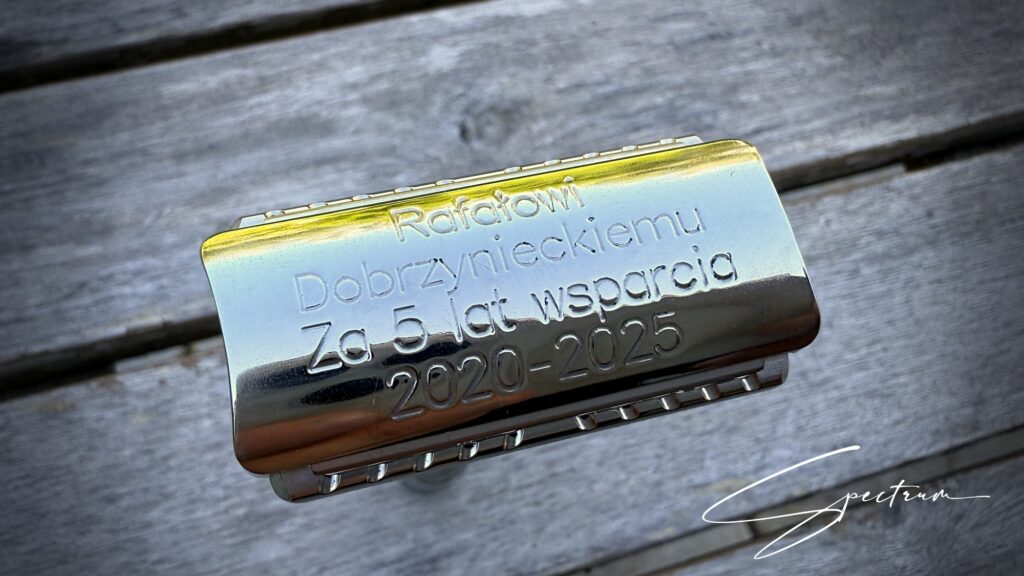 Rafałowi
Dobrzynieckiemu
Za 5 lat wsparcia
2020-2025
Spectrum